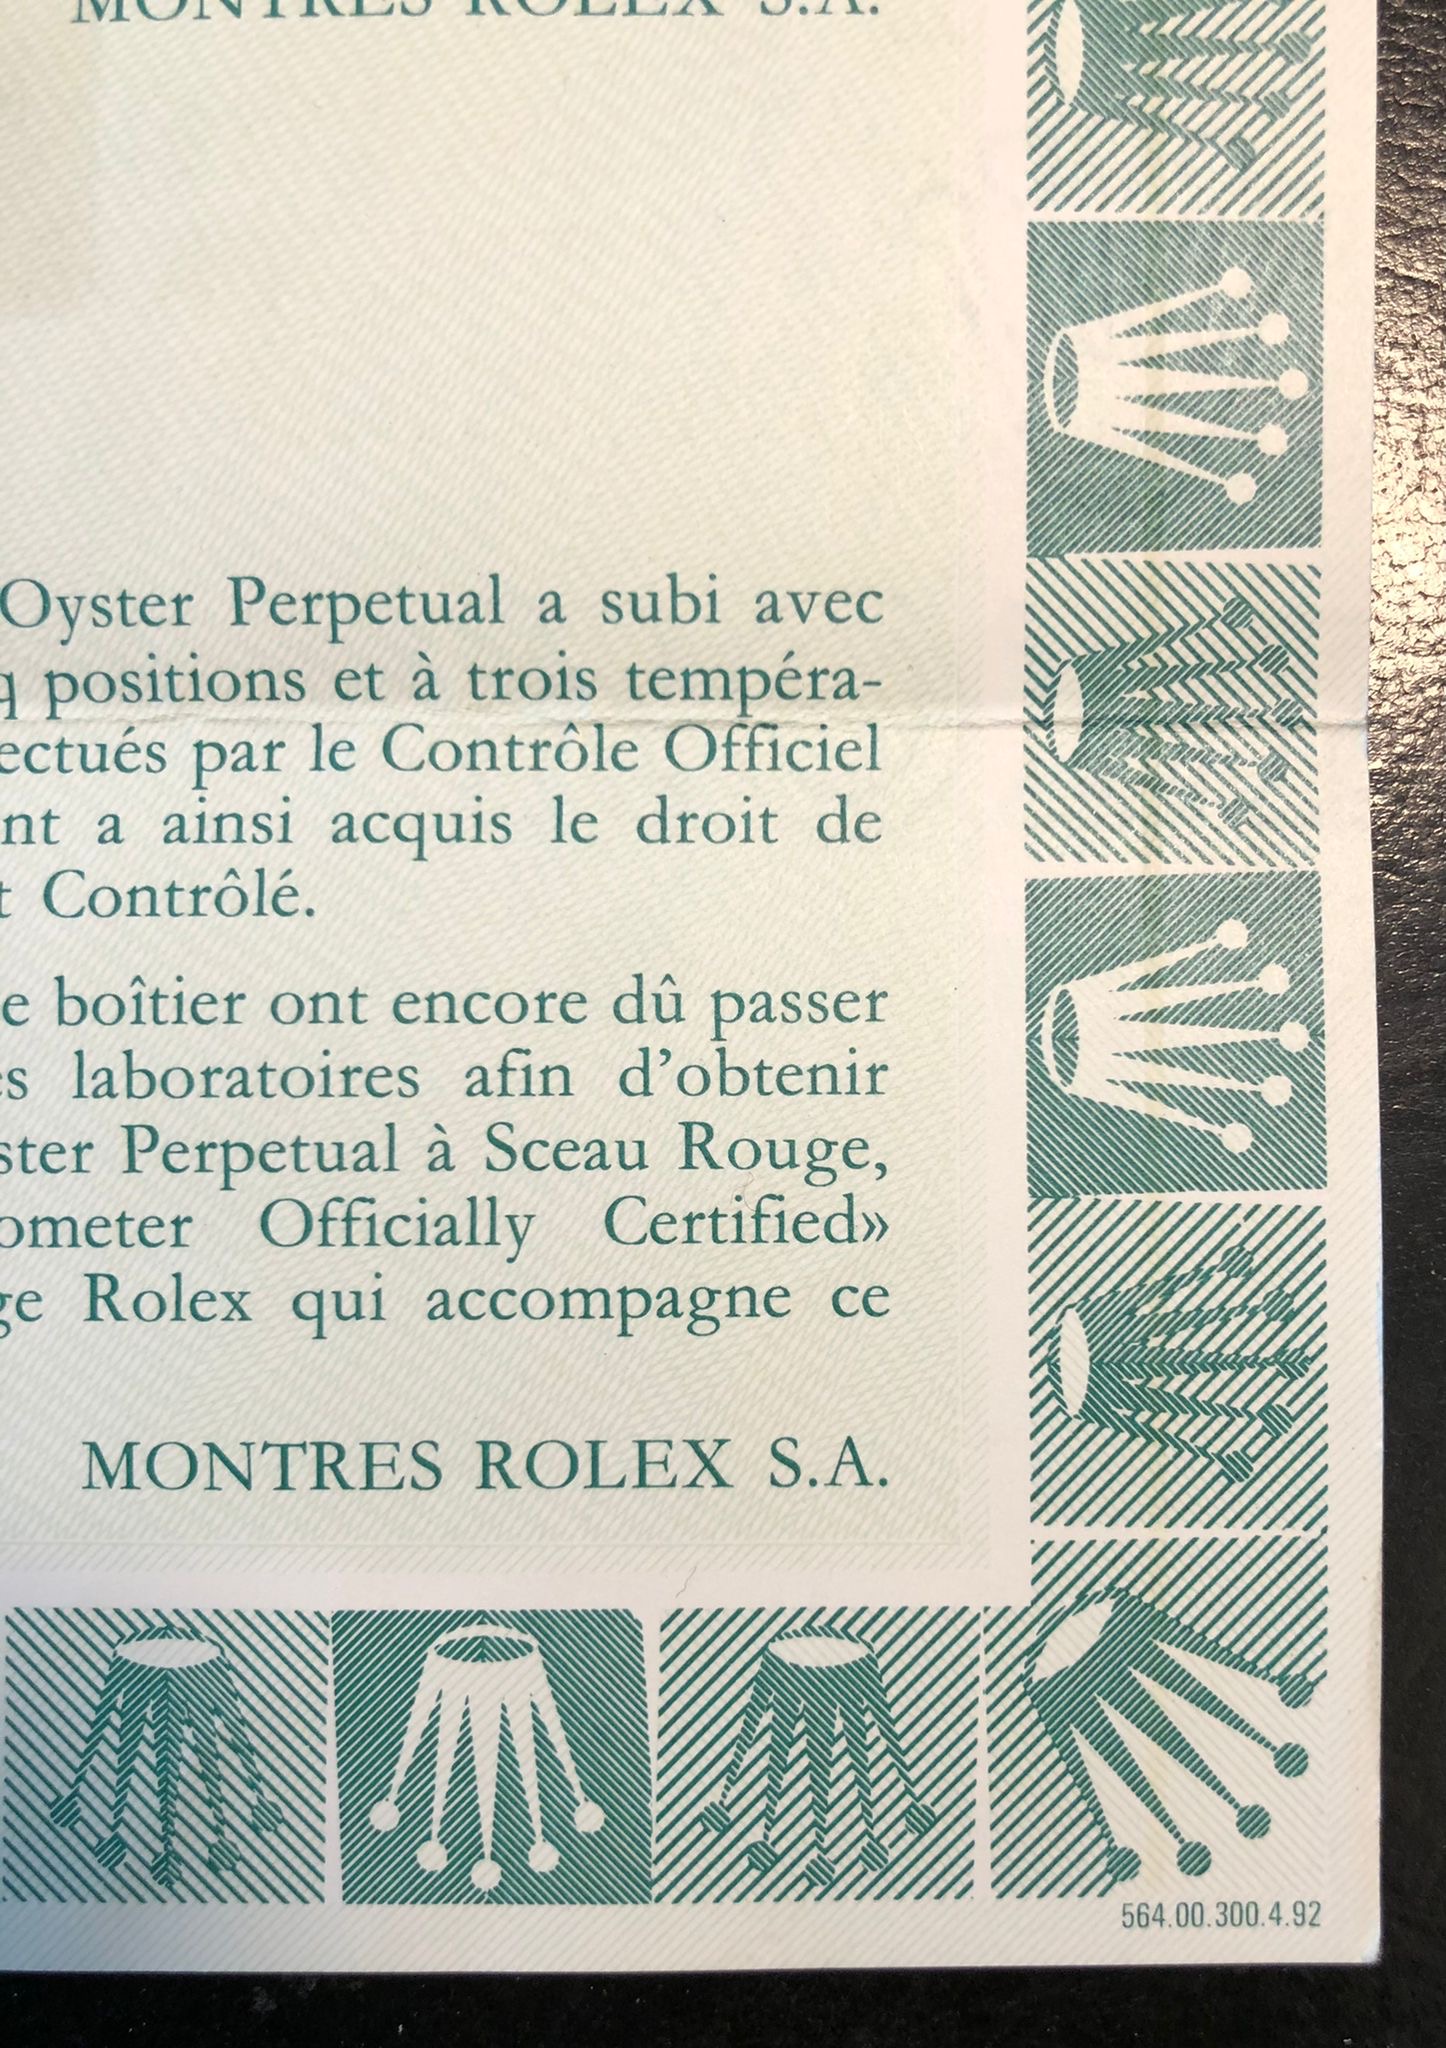 MONTRES ROLEX S.A.
Oyster Perpetual a subi avec
q positions et à trois tempéra-
ectués par le Contrôle Officiel
nt a ainsi acquis le droit de
t Contrôlé.
e boîtier ont encore dû passer
es laboratoires afin d’obtenir
ster Perpetual à Sceau Rouge,
ometer Officially Certified»
ge Rolex qui accompagne ce
MONTRES ROLEX S.A.
564.00.300.4.92